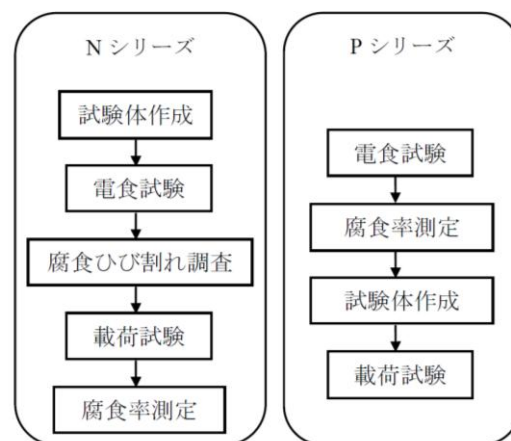 N シリーズ
試験体作成
電食試験
腐食ひび割れ調査
載荷試験
腐食率測定
P シリーズ
電食試験
腐食率測定
試験体作成
載荷試験